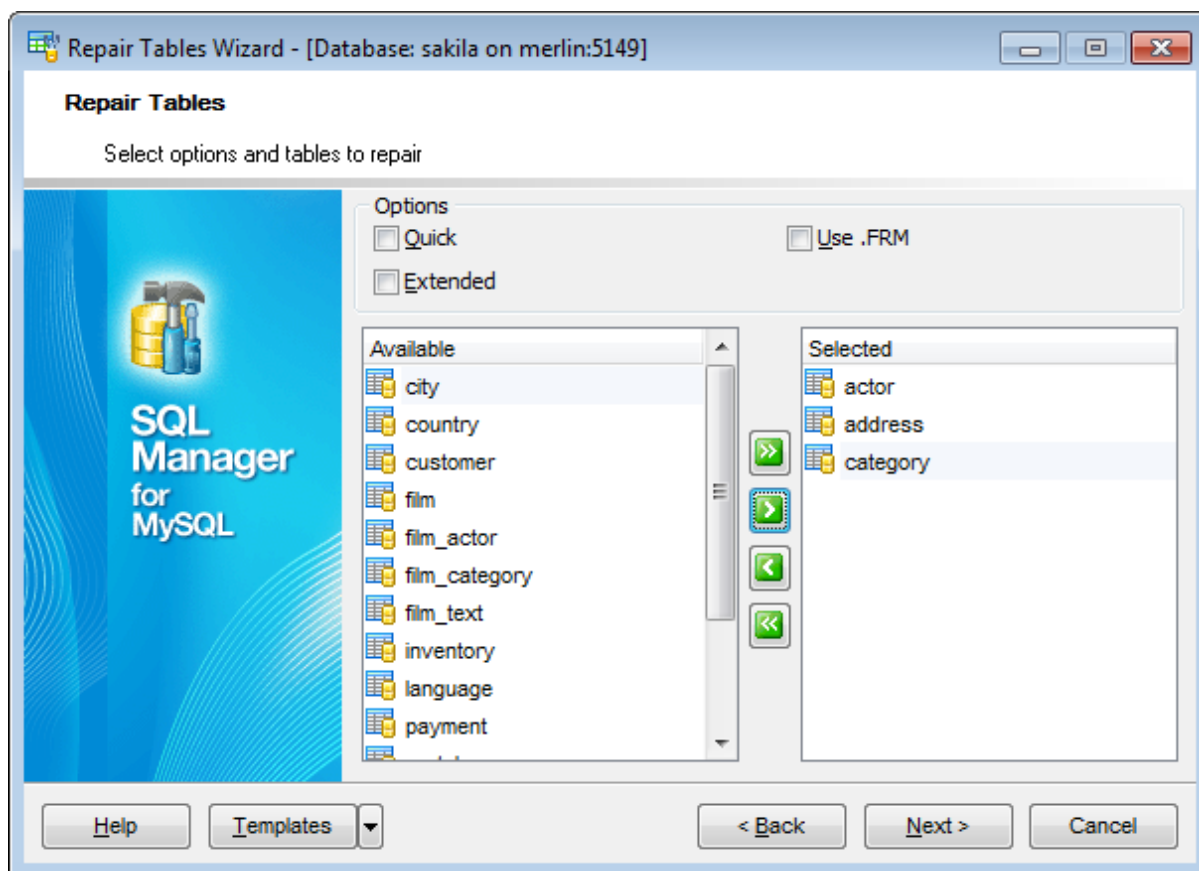 Repair Tables Wizard - [Database: sakila on merlin:5149]
Repair Tables
Select options and tables to repair
Options
Quick
Use .FRM
Extended
SQL
Manager
for
MySQL
Available
city
country
customer
film
film_actor
film_category
film_text
inventory
language
payment
Selected
actor
address
category
Help
Templates
< Back
Next >
Cancel